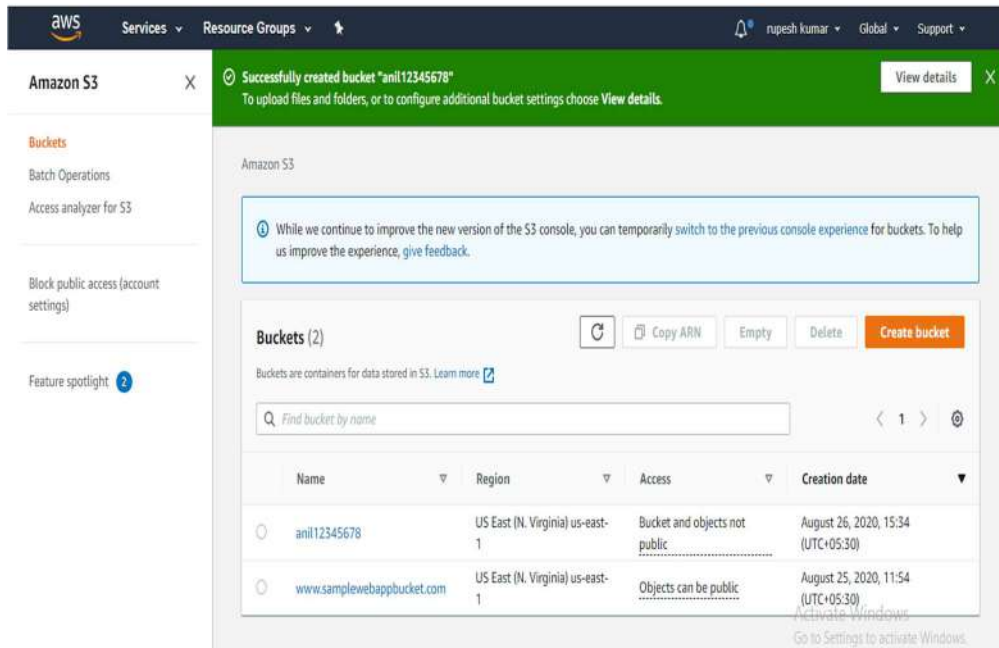 aws
Services
Resource Groups
rupesh kumar
Global
Support
Amazon S3
X
Buckets
Batch Operations
Access analyzer for S3
Block public access (account
settings)
Feature spotlight 2
Successfully created bucket "anil12345678"
To upload files and folders, or to configure additional bucket settings choose View details.
View details
X
Amazon S3
While we continue to improve the new version of the S3 console, you can temporarily switch to the previous console experience for buckets. To help
us improve the experience, give feedback.
Buckets (2)
Copy ARN
Empty
Delete
Create bucket
Buckets are containers for data stored in S3. Learn more
Find bucket by name
< 1 >
Name
Region
Access
Creation date
anil12345678
US East (N. Virginia) us-east-
1
Bucket and objects not
public
August 26, 2020, 15:34
(UTC+05:30)
www.samplewebappbucket.com
US East (N. Virginia) us-east-
1
Objects can be public
August 25, 2020, 11:54
(UTC+05:30)
Activate Windows
Go to Settings to activate Windows.